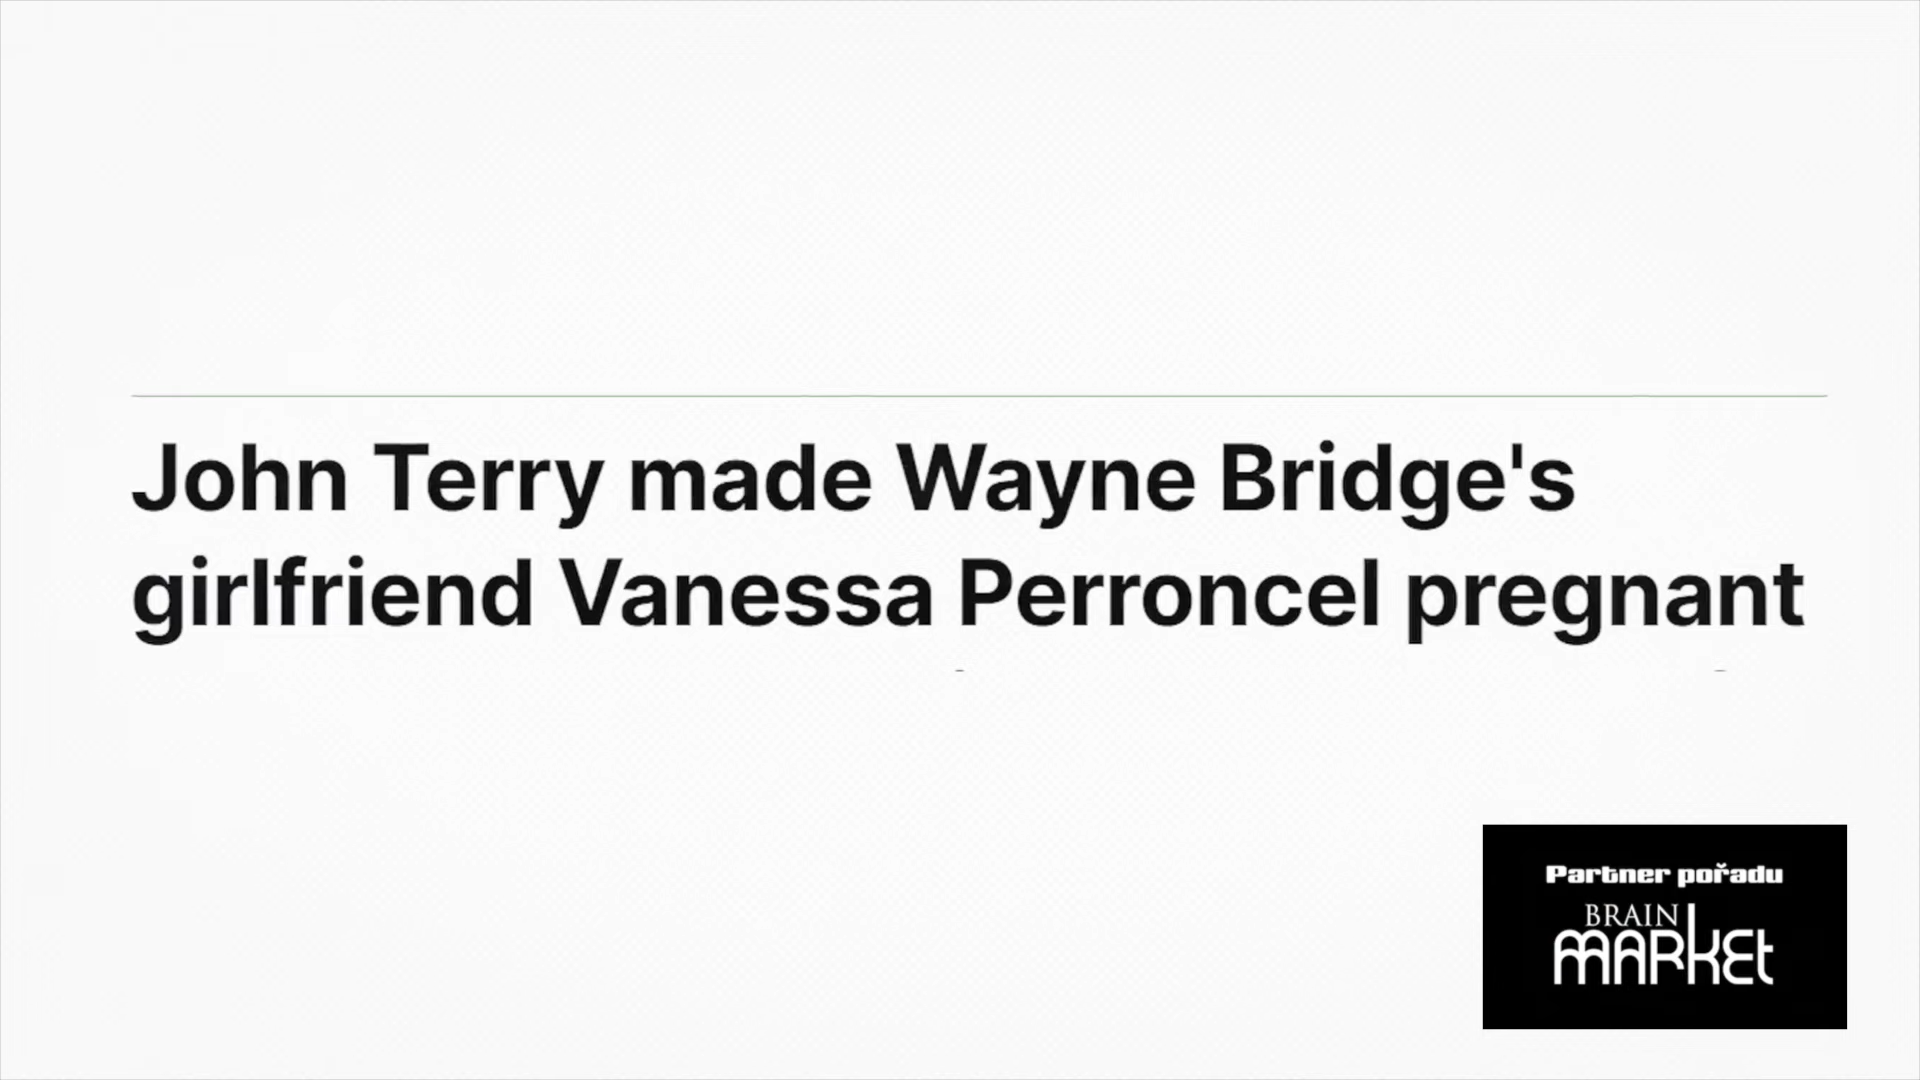 John Terry made Wayne Bridge's
girlfriend Vanessa Perroncel pregnant
Partner pořadu
BRAIN
MARKET